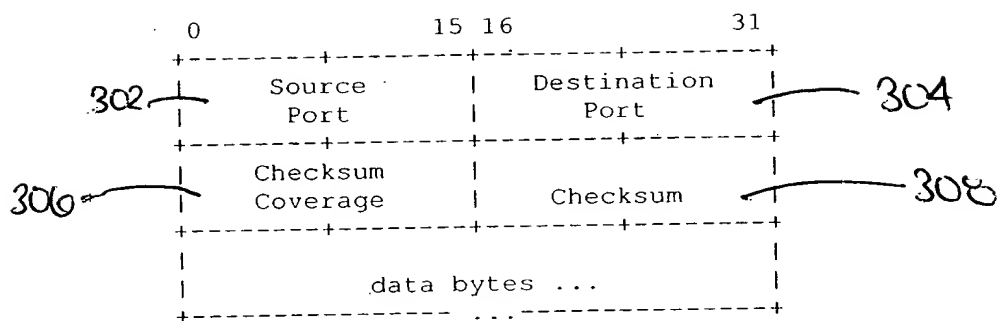 0 15 16 31
Source Destination
302 Port Port 304
Checksum
306 Coverage Checksum 308
data bytes ...
...